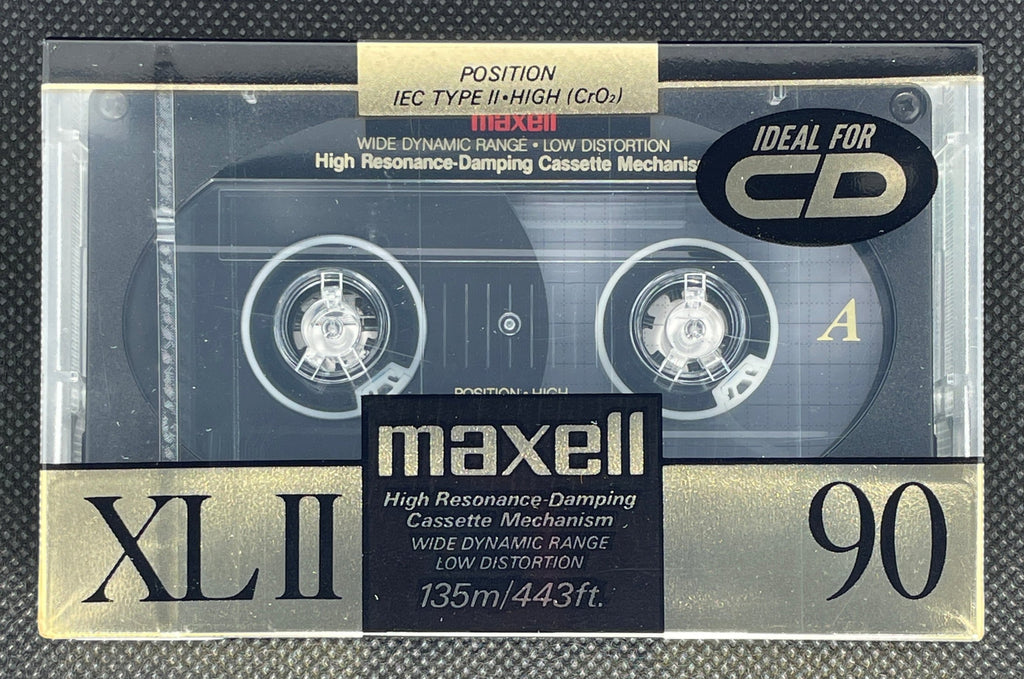 POSITION
IEC TYPE II•HIGH (CrO₂)
maxell
WIDE DYNAMIC RANGE • LOW DISTORTION
High Resonance-Damping Cassette Mechanis
IDEAL FOR
CD
A
POSITION • HIGH
maxell
High Resonance-Damping
Cassette Mechanism
WIDE DYNAMIC RANGE
LOW DISTORTION
135m/443ft.
XL II
90